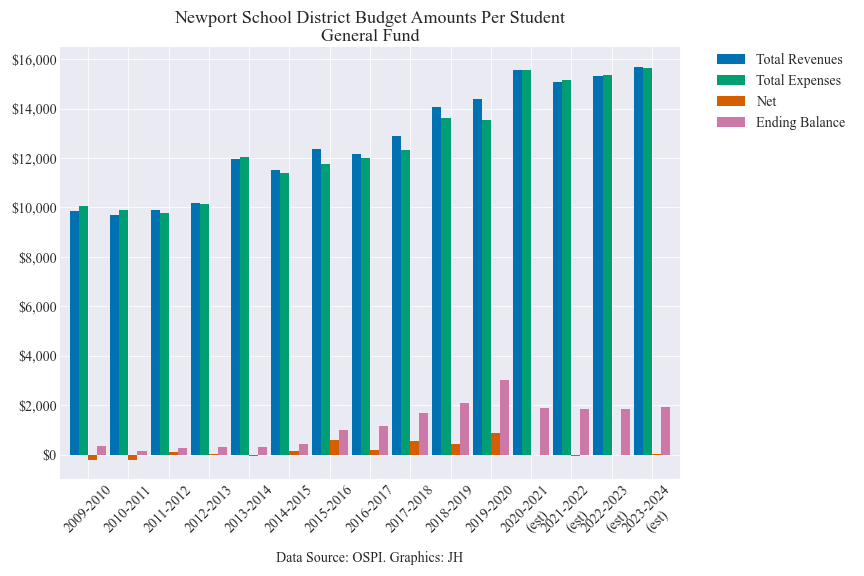 Newport School District Budget Amounts Per Student
General Fund
$16,000
$14,000
$12,000
$10,000
$8,000
$6,000
$4,000
$2,000
$0
Total Revenues
Total Expenses
Net
Ending Balance
2009-2010
2010-2011
2011-2012
2012-2013
2013-2014
2014-2015
2015-2016
2016-2017
2017-2018
2018-2019
2019-2020
2020-2021
(est)
2021-2022
(est)
2022-2023
(est)
2023-2024
(est)
Data Source: OSPI. Graphics: JH